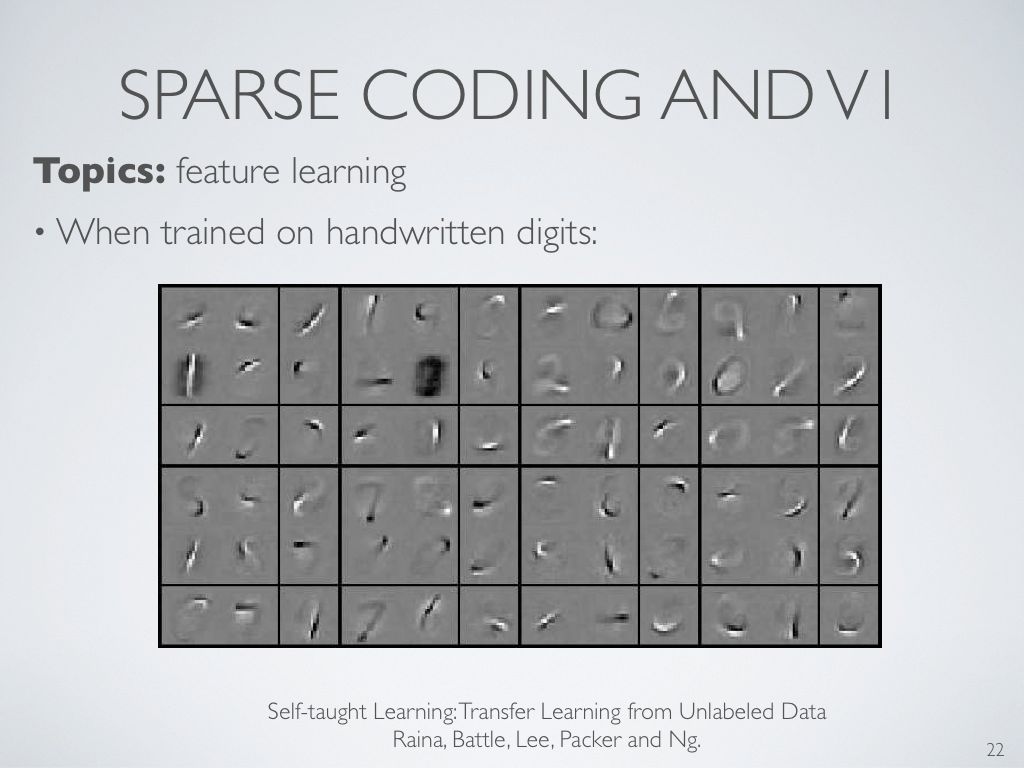 SPARSE CODING AND V1
Topics: feature learning
• When trained on handwritten digits:
Self-taught Learning: Transfer Learning from Unlabeled Data
Raina, Battle, Lee, Packer and Ng.
22